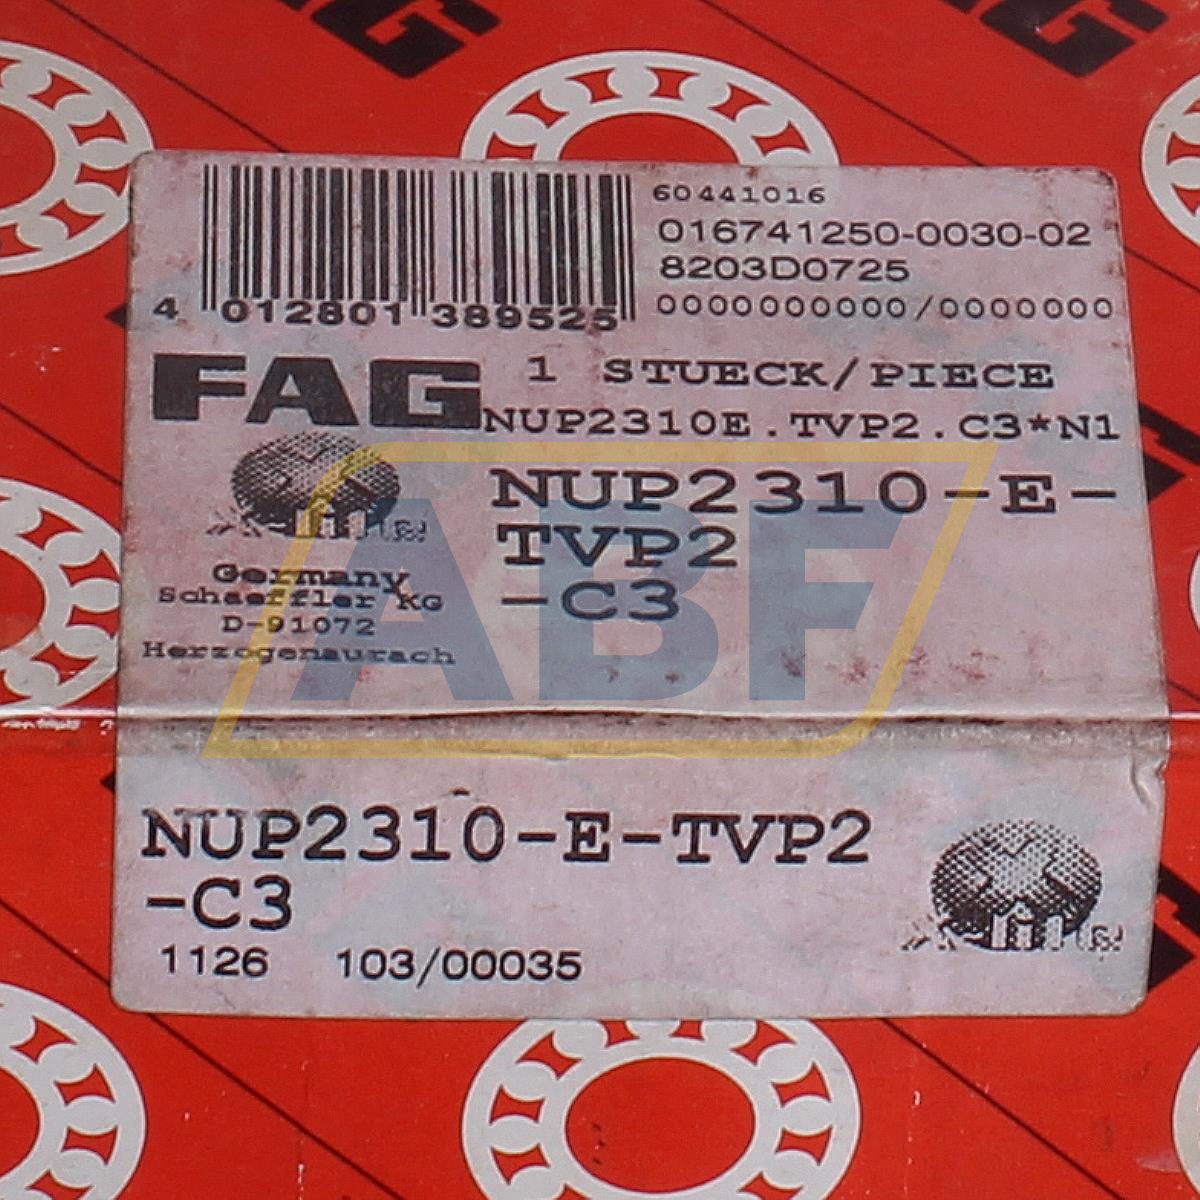 60441016
016741250-0030-02
8203D0725
0000000000/0000000
4 012801 389525
FAG
1 STUECK/PIECE
NUP2310E.TVP2.C3*N1
NUP2310-E-
TVP2
-C3
Germany
Schaeffler KG
D-91072
Herzogenaurach
ABF
NUP2310-E-TVP2
-C3
1126 103/00035